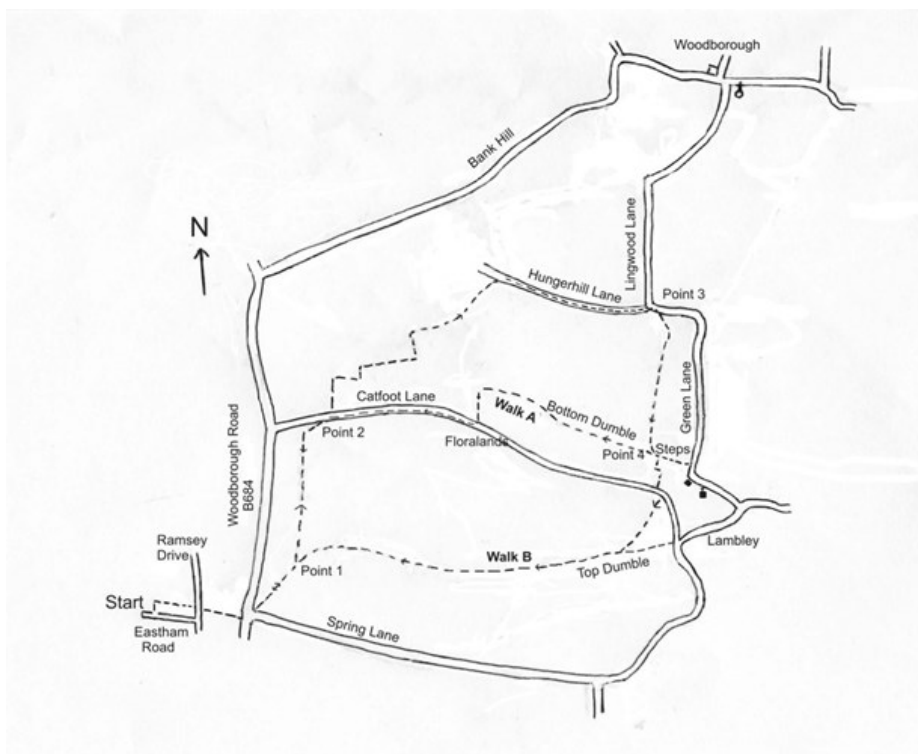 Woodborough
Bank Hill
N
Lingwood Lane
Hungerhill Lane
Point 3
Catfoot Lane
Walk A
Bottom Dumble
Green Lane
Point 2
Floralands
Point 4
Steps
Woodborough Road
B684
Ramsey
Drive
Walk B
Lambley
Point 1
Top Dumble
Start
Eastham
Road
Spring Lane